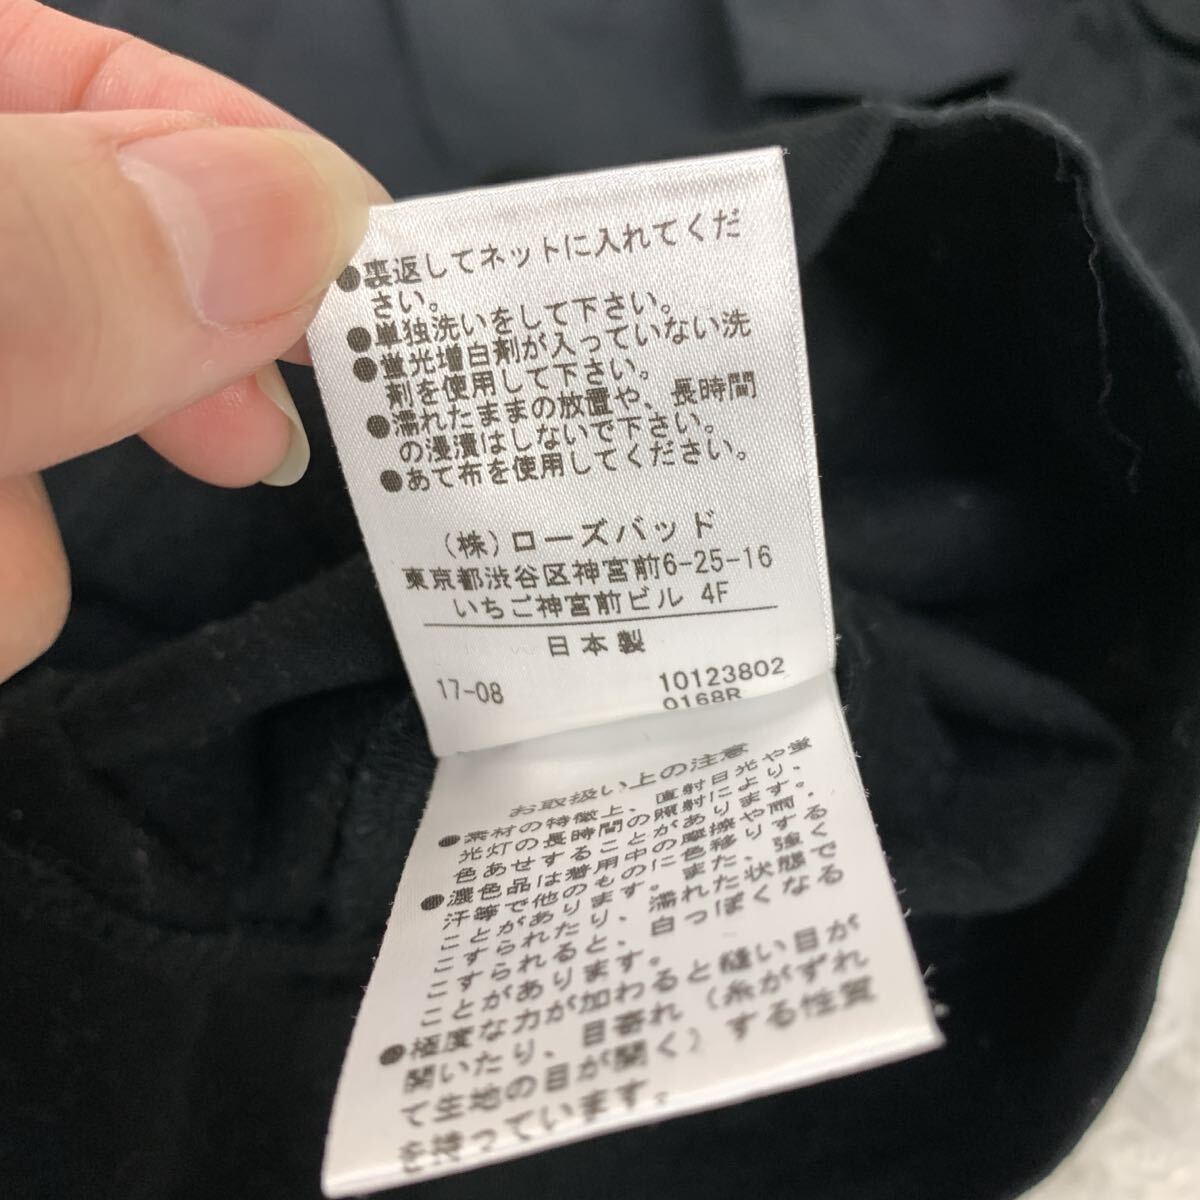 ●裏返してネットに入れてくだ
さい。
●単独洗いをして下さい。
●蛍光増白剤が入っていない洗
剤を使用して下さい。
●濡れたままの放置や、長時間
の浸漬はしないで下さい。
●あて布を使用してください。
(株)ローズバッド
東京都渋谷区神宮前6-25-16
いちご神宮前ビル 4F
日本製
17-08 10123802
0168R
お取扱い上の注意
●素材の特徴上、直射日光や蛍
光灯の長時間の照射により、
色あせすることがあります。
●濃色品は着用中の摩擦や雨・
汗等で他のものに色移りする
ことがあります。また、強く
こすられたり、濡れた状態で
こすられると、白っぽくなる
ことがあります。
●極度な力が加わると縫い目が
開いたり、目寄れ(糸がずれ
て生地の目が開く)する性質
を持っています。